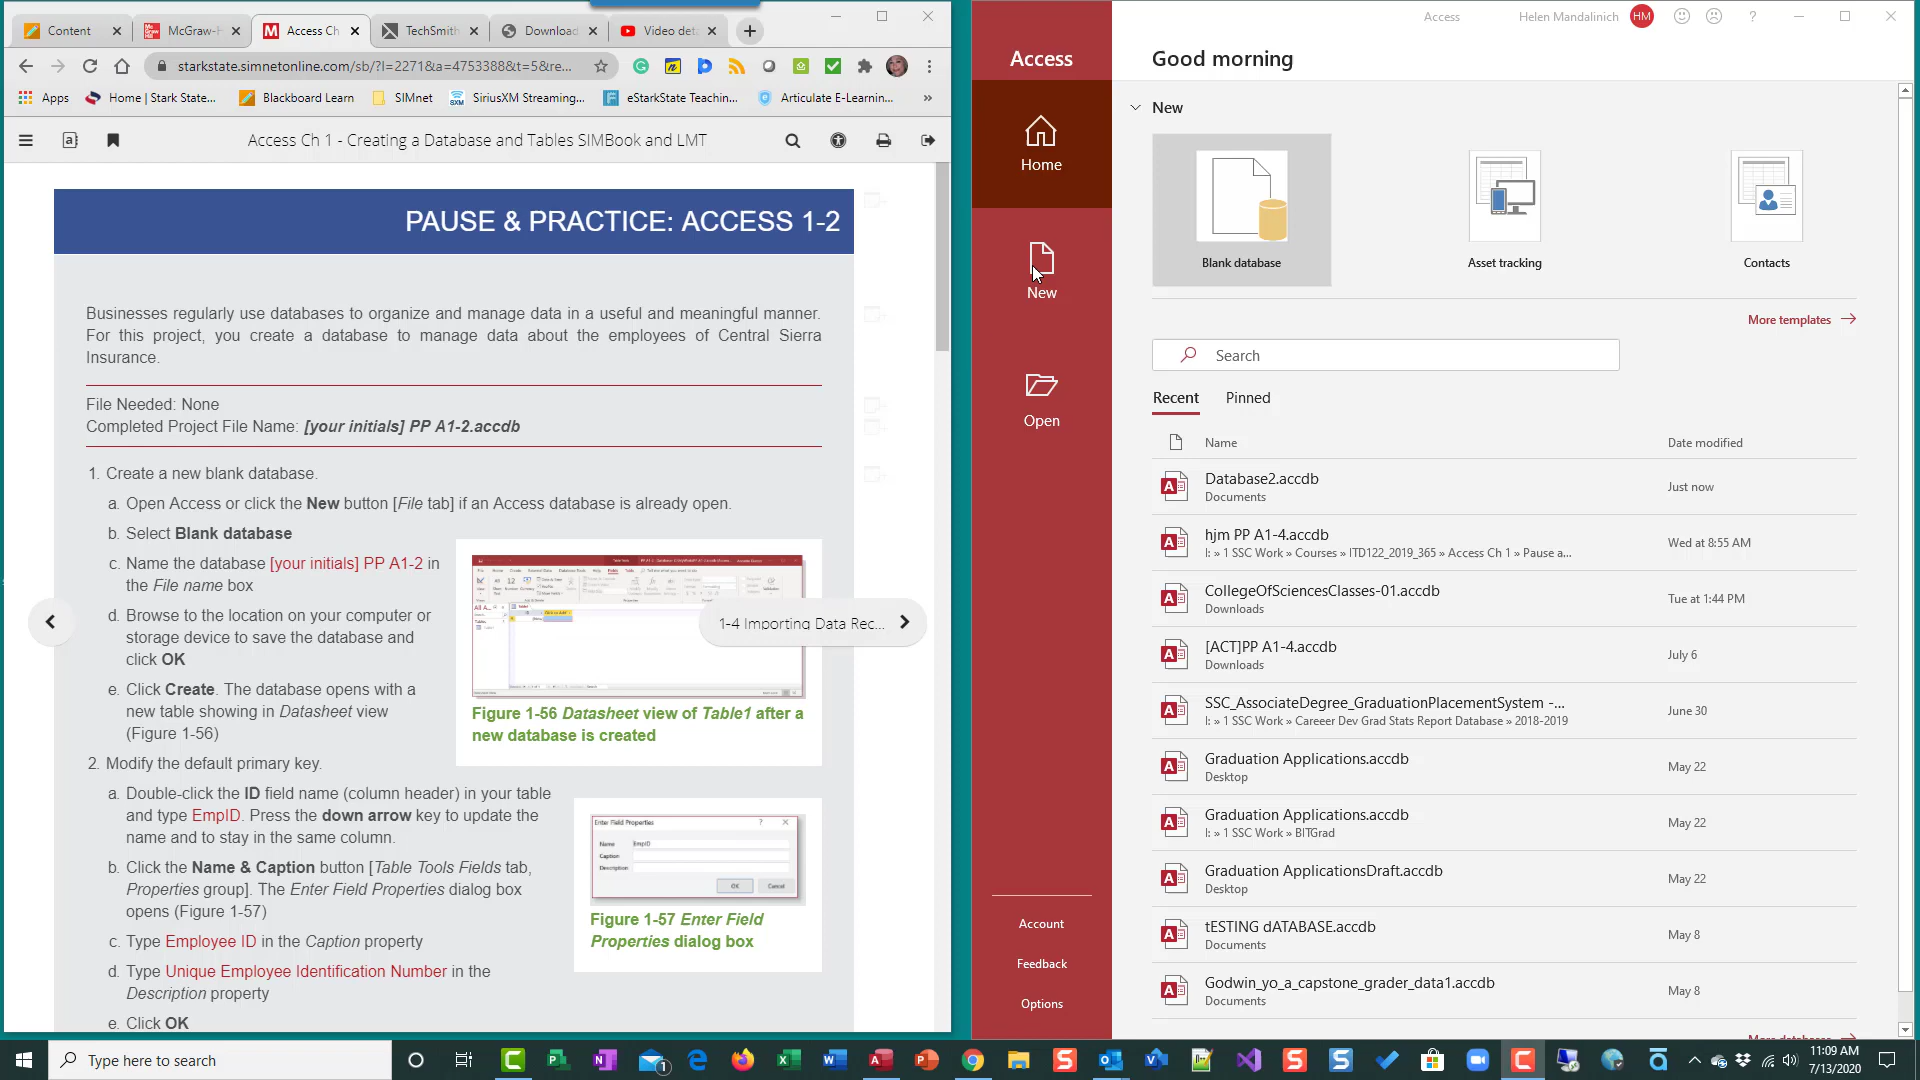 Content
McGraw-H
Access Ch
TechSmith
Download
Video det
starkstate.simnetonline.com/sb/?l=2271&a=4753388&t=5&re...
Apps
Home | Stark State...
Blackboard Learn
SIMnet
SiriusXM Streaming...
eStarkState Teachin...
Articulate E-Learnin...
»
Access Ch 1 - Creating a Database and Tables SIMBook and LMT
PAUSE & PRACTICE: ACCESS 1-2
Businesses regularly use databases to organize and manage data in a useful and meaningful manner.
For this project, you create a database to manage data about the employees of Central Sierra
Insurance.
File Needed: None
Completed Project File Name: [your initials] PP A1-2.accdb
1. Create a new blank database.
a. Open Access or click the New button [File tab] if an Access database is already open.
b. Select Blank database
c. Name the database [your initials] PP A1-2 in
the File name box
d. Browse to the location on your computer or
storage device to save the database and
click OK
e. Click Create. The database opens with a
new table showing in Datasheet view
(Figure 1-56)
1-4 Importing Data Rec...
Figure 1-56 Datasheet view of Table1 after a
new database is created
2. Modify the default primary key.
a. Double-click the ID field name (column header) in your table
and type EmpID. Press the down arrow key to update the
name and to stay in the same column.
b. Click the Name & Caption button [Table Tools Fields tab,
Properties group]. The Enter Field Properties dialog box
opens (Figure 1-57)
c. Type Employee ID in the Caption property
d. Type Unique Employee Identification Number in the
Description property
e. Click OK
Enter Field Properties
? X
Name EmpID
Caption
Description
OK Cancel
Figure 1-57 Enter Field
Properties dialog box
Access
Helen Mandalinich
HM
?
Access
Home
New
Open
Account
Feedback
Options
Good morning
New
Blank database
Asset tracking
Contacts
More templates
Search
Recent
Pinned
Name
Date modified
Database2.accdb
Documents
Just now
hjm PP A1-4.accdb
I: » 1 SSC Work » Courses » ITD122_2019_365 » Access Ch 1 » Pause a...
Wed at 8:55 AM
CollegeOfSciencesClasses-01.accdb
Downloads
Tue at 1:44 PM
[ACT]PP A1-4.accdb
Downloads
July 6
SSC_AssociateDegree_GraduationPlacementSystem -...
I: » 1 SSC Work » Careeer Dev Grad Stats Report Database » 2018-2019
June 30
Graduation Applications.accdb
Desktop
May 22
Graduation Applications.accdb
I: » 1 SSC Work » BITGrad
May 22
Graduation ApplicationsDraft.accdb
Desktop
May 22
tESTING dATABASE.accdb
Documents
May 8
Godwin_yo_a_capstone_grader_data1.accdb
Documents
May 8
Type here to search
11:09 AM
7/13/2020